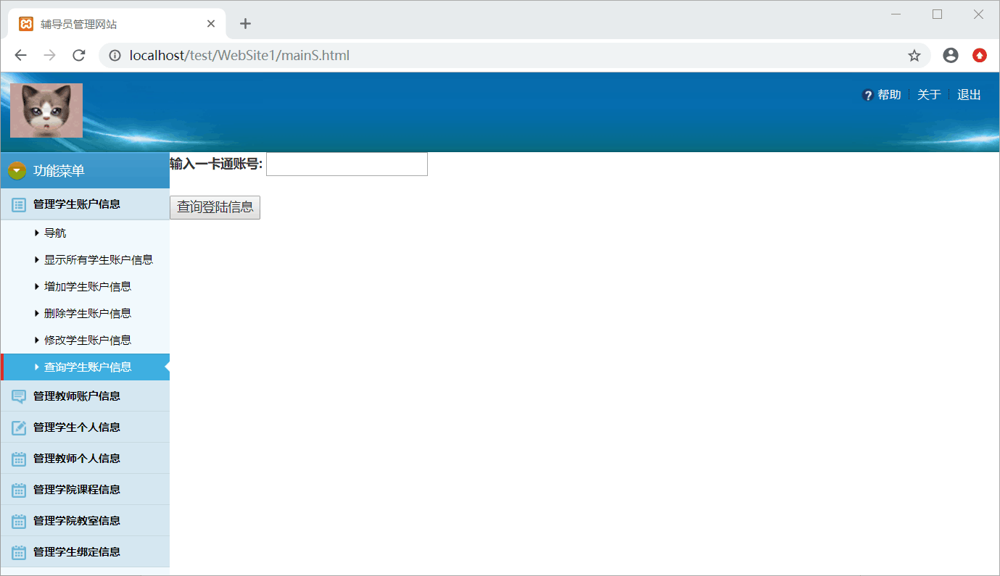 辅导员管理网站
localhost/test/WebSite1/mainS.html
帮助 关于 退出
功能菜单
输入一卡通账号:
查询登陆信息
管理学生账户信息
导航
显示所有学生账户信息
增加学生账户信息
删除学生账户信息
修改学生账户信息
查询学生账户信息
管理教师账户信息
管理学生个人信息
管理教师个人信息
管理学院课程信息
管理学院教室信息
管理学生绑定信息